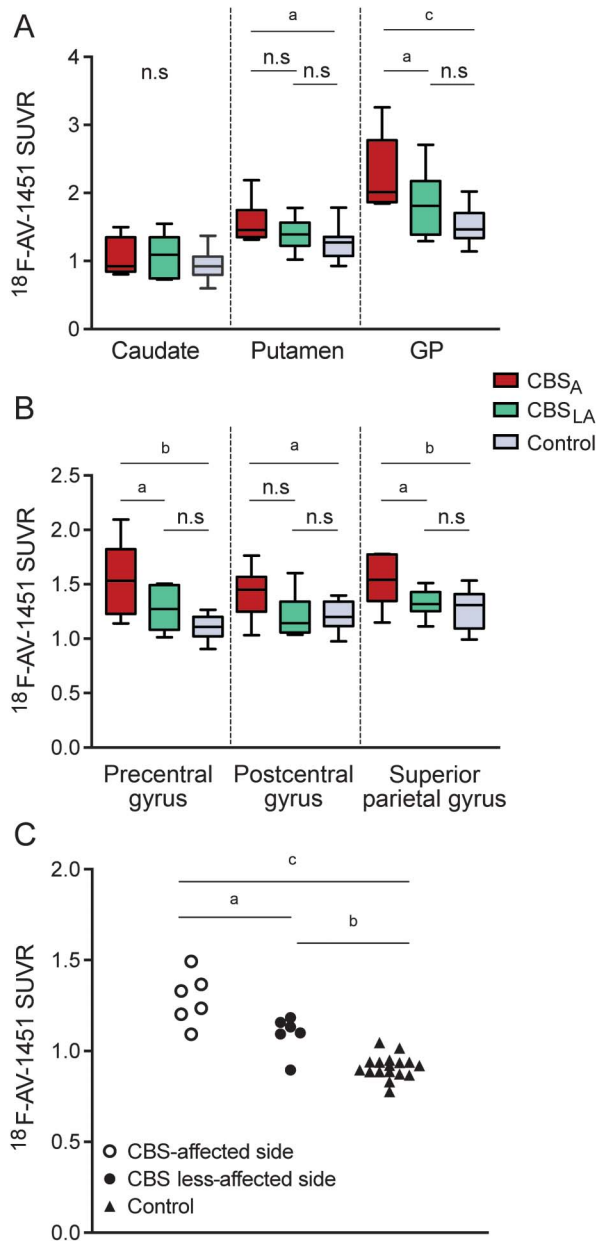 A
a
c
n.s
n.s
a
n.s
n.s
4
3
2
1
0
18F-AV-1451 SUVR
Caudate
Putamen
GP
CBSA
CBSLA
Control
B
b
a
b
a
n.s
a
n.s
n.s
n.s
2.5
2.0
1.5
1.0
0.5
0.0
18F-AV-1451 SUVR
Precentral
gyrus
Postcentral
gyrus
Superior
parietal gyrus
C
c
a
b
2.0
1.5
1.0
0.5
0.0
18F-AV-1451 SUVR
CBS-affected side
CBS less-affected side
Control